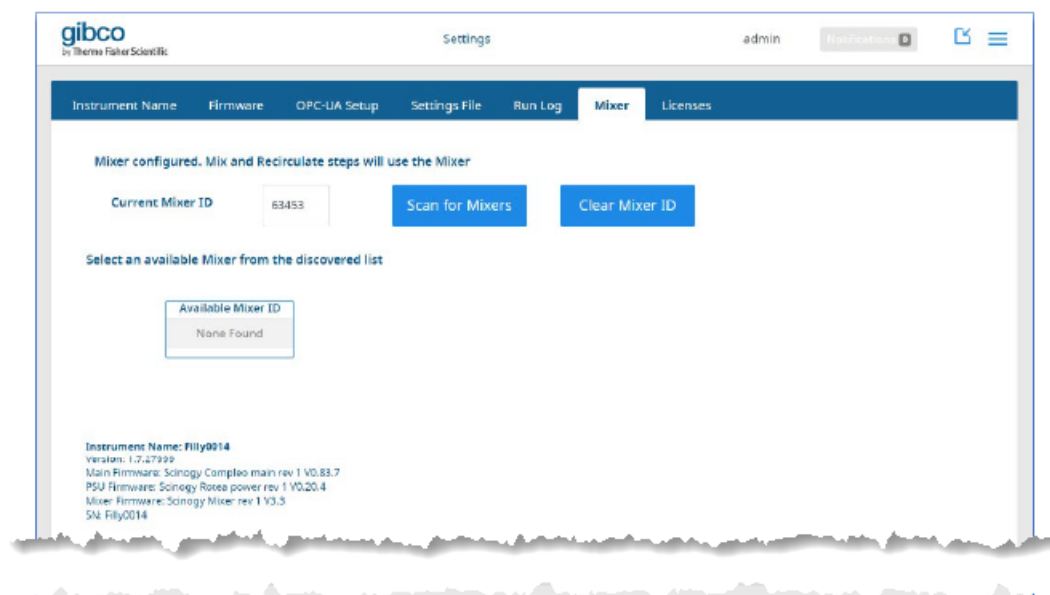 gibco
by Thermo Fisher Scientific
Settings
admin
Notifications 0
Instrument Name Firmware OPC-UA Setup Settings File Run Log Mixer Licenses
Mixer configured. Mix and Recirculate steps will use the Mixer
Current Mixer ID 63453 Scan for Mixers Clear Mixer ID
Select an available Mixer from the discovered list
Available Mixer ID
None Found
Instrument Name: Filly0014
Version: 1.7.27999
Main Firmware: Scinogy Compleo main rev 1 V0.83.7
PSU Firmware: Scinogy Rotea power rev 1 V0.20.4
Mixer Firmware: Scinogy Mixer rev 1 V3.3
SN: Filly0014